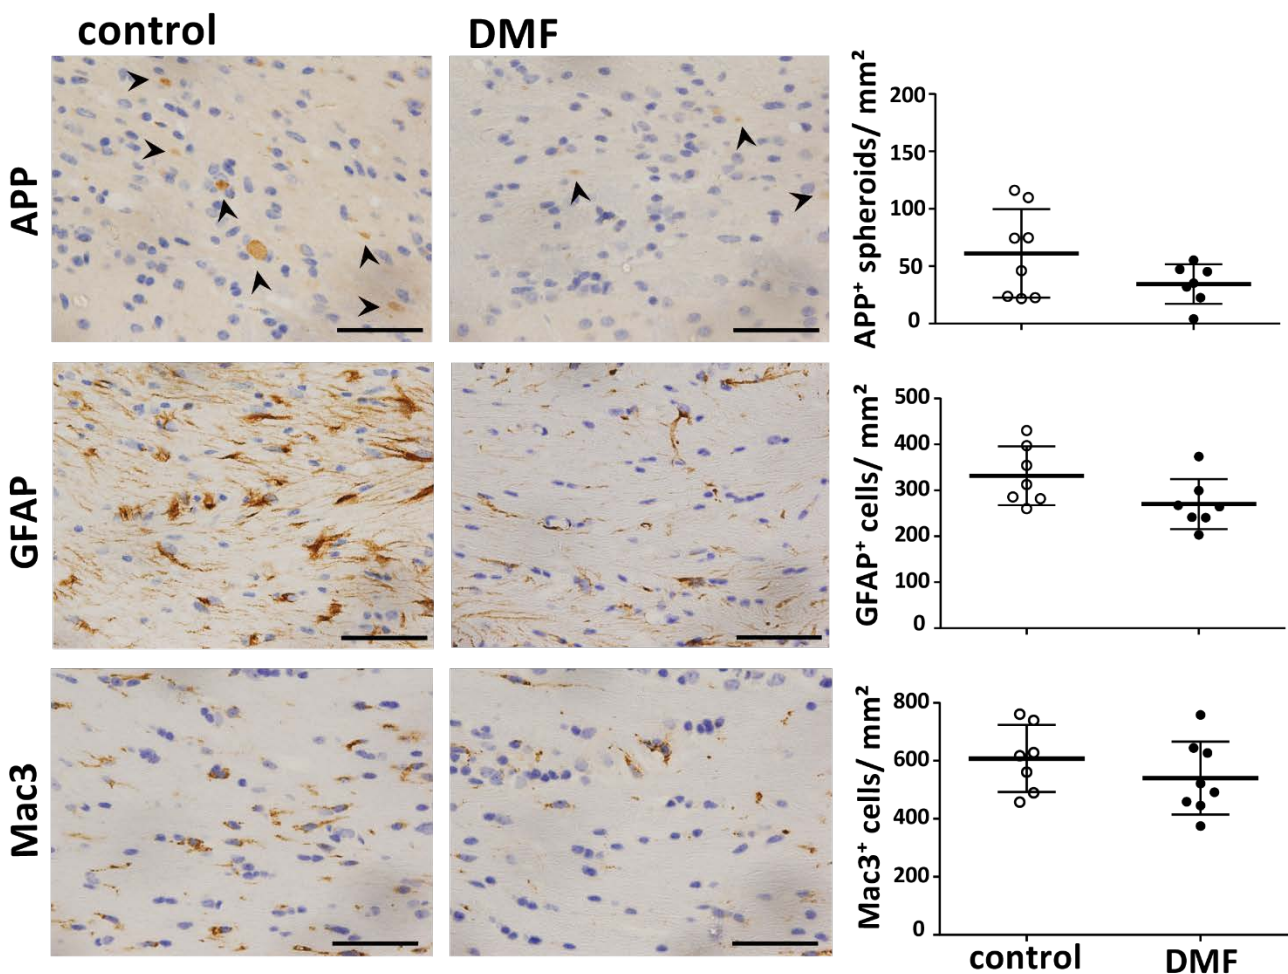 control
DMF
APP
APP⁺ spheroids/ mm²
200
150
100
50
0
GFAP
GFAP⁺ cells/ mm²
500
400
300
200
100
0
Mac3
Mac3⁺ cells/ mm²
800
600
400
200
0
control
DMF